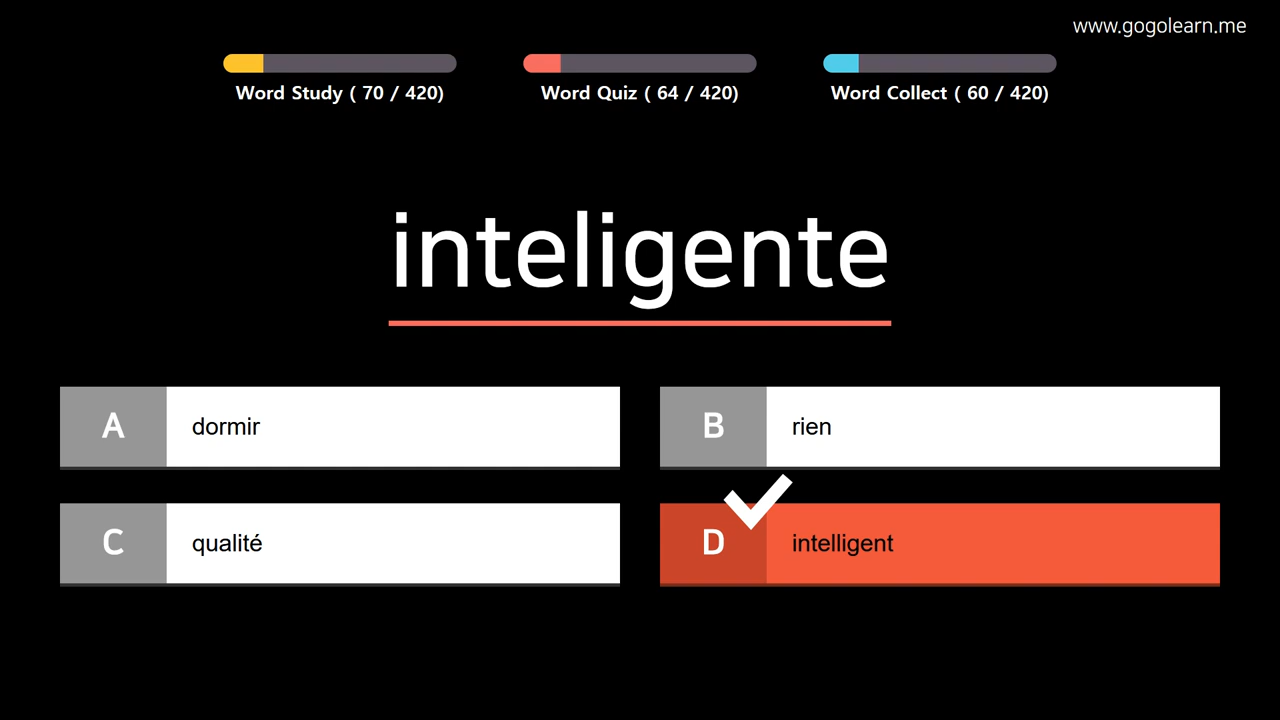 www.gogolearn.me
Word Study ( 70 / 420)
Word Quiz ( 64 / 420)
Word Collect ( 60 / 420)
inteligente
A dormir
B rien
C qualité
D intelligent